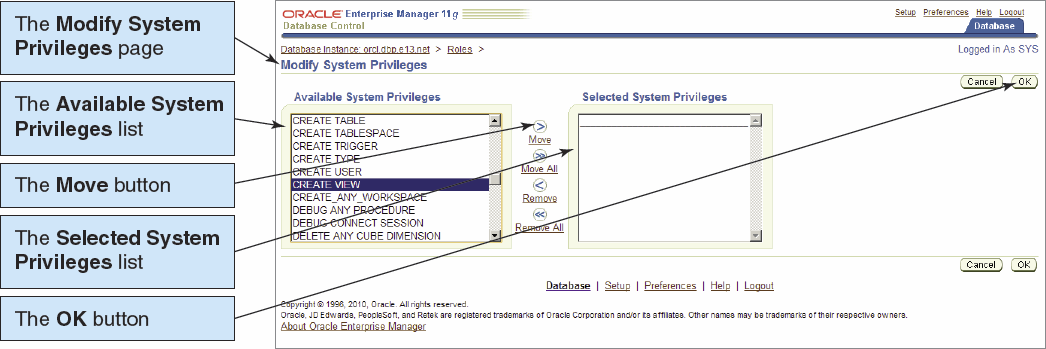 The Modify System
Privileges page
The Available System
Privileges list
The Move button
The Selected System
Privileges list
The OK button
ORACLE Enterprise Manager 11g
Database Control
Setup Preferences Help Logout
Database
Database Instance: orcl.dbp.e13.net > Roles >
Logged in As SYS
Modify System Privileges
Cancel OK
Available System Privileges
CREATE TABLE
CREATE TABLESPACE
CREATE TRIGGER
CREATE TYPE
CREATE USER
CREATE VIEW
CREATE_ANY_WORKSPACE
DEBUG ANY PROCEDURE
DEBUG CONNECT SESSION
DELETE ANY CUBE DIMENSION
Move
Move All
Remove
Remove All
Selected System Privileges
Cancel OK
Database | Setup | Preferences | Help | Logout
Copyright © 1996, 2010, Oracle. All rights reserved.
Oracle, JD Edwards, PeopleSoft, and Retek are registered trademarks of Oracle Corporation and/or its affiliates. Other names may be trademarks of their respective owners.
About Oracle Enterprise Manager